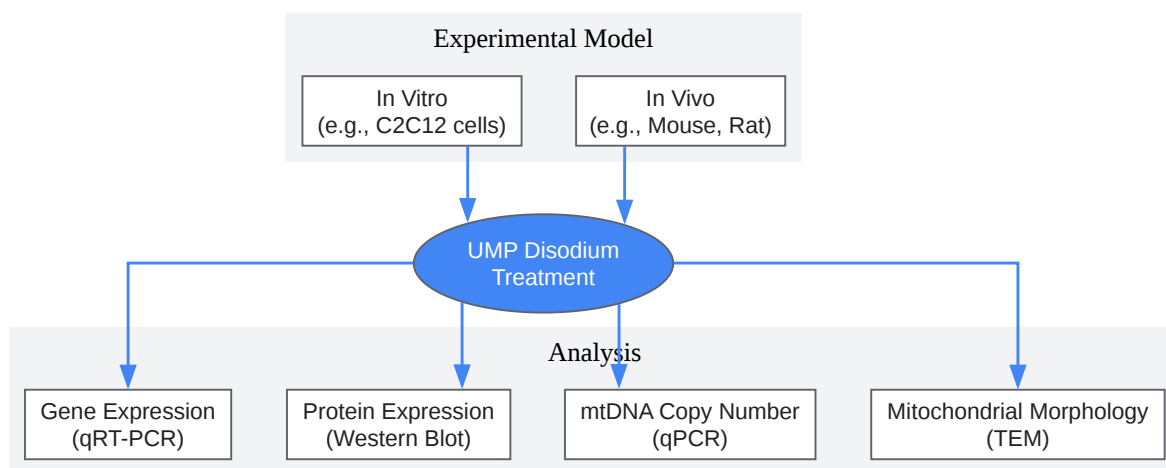 Experimental Model
In Vitro
(e.g., C2C12 cells)
In Vivo
(e.g., Mouse, Rat)
UMP Disodium
Treatment
Analysis
Gene Expression
(qRT-PCR)
Protein Expression
(Western Blot)
mtDNA Copy Number
(qPCR)
Mitochondrial Morphology
(TEM)